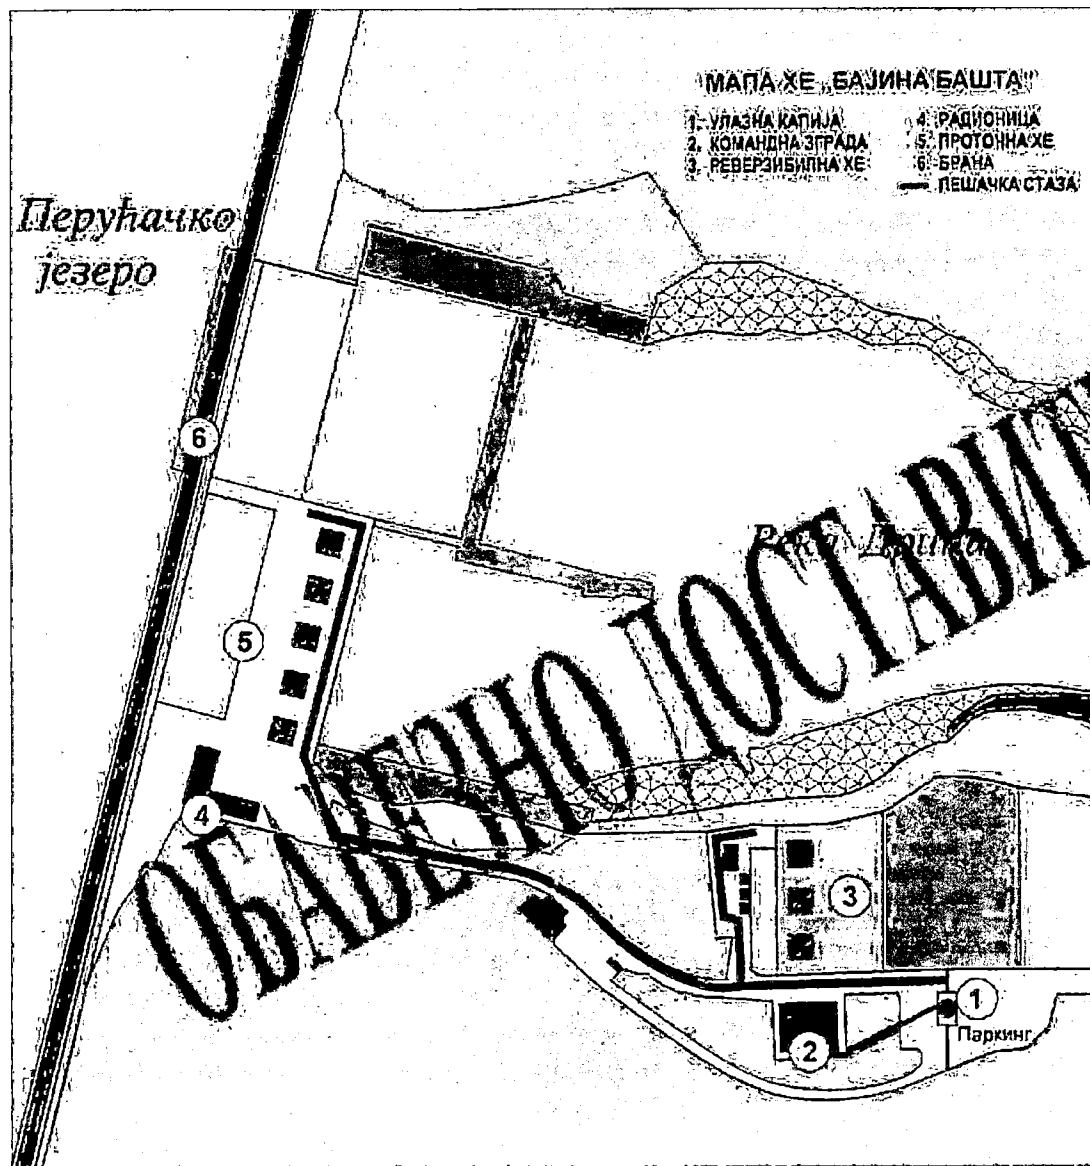 МАПА ХЕ „БАЈИНА БАШТА“
1. УЛАЗНА КАПИЈА
2. КОМАНДНА ЗГРАДА
3. РЕВЕРЗИБИЛНА ХЕ
4. РАДИОНИЦА
5. ПРОТОЧНА ХЕ
6. БРАНА
ПЕШАЧКА СТАЗА
Перућачко
језеро
6
Река Дрина
5
ОБАВЕЗНО ДОСТАВИТ
4
3
1
Паркинг
2